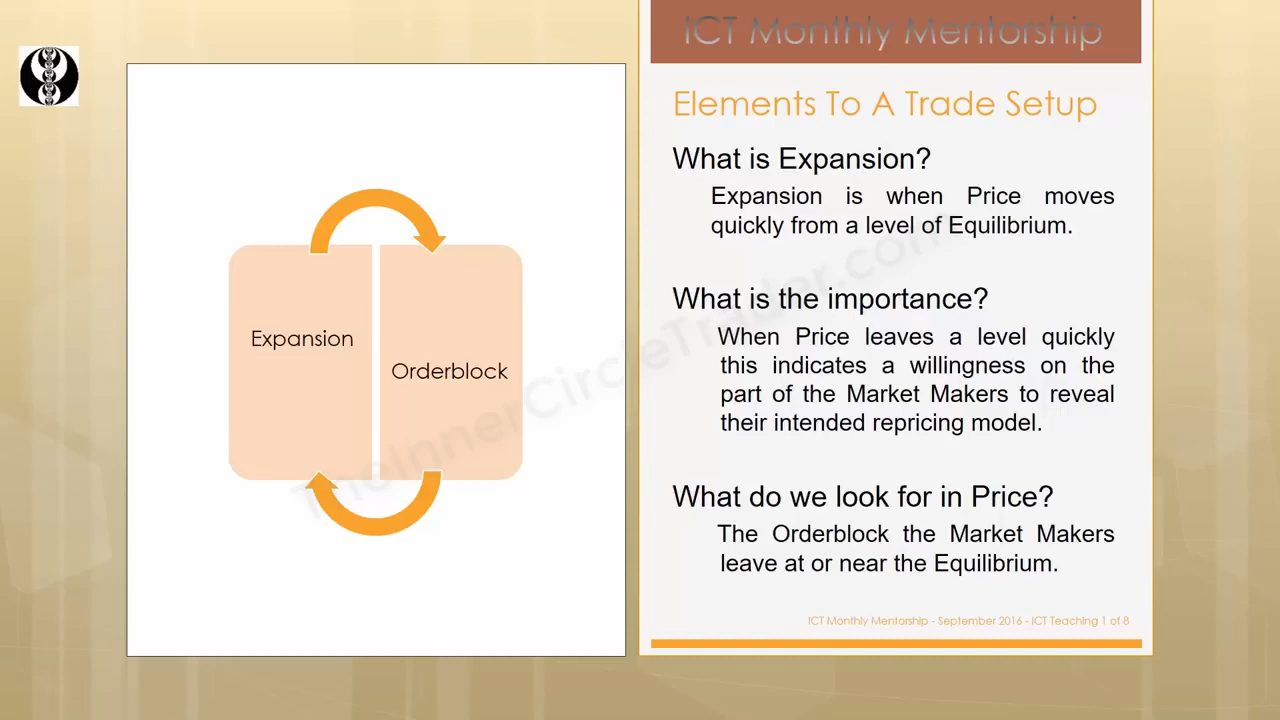 ICT Monthly Mentorship
Elements To A Trade Setup
What is Expansion?
Expansion is when Price moves
quickly from a level of Equilibrium.
What is the importance?
When Price leaves a level quickly
this indicates a willingness on the
part of the Market Makers to reveal
their intended repricing model.
What do we look for in Price?
The Orderblock the Market Makers
leave at or near the Equilibrium.
ICT Monthly Mentorship - September 2016 - ICT Teaching 1 of 8
Expansion
Orderblock
TheInnerCircleTrader.com